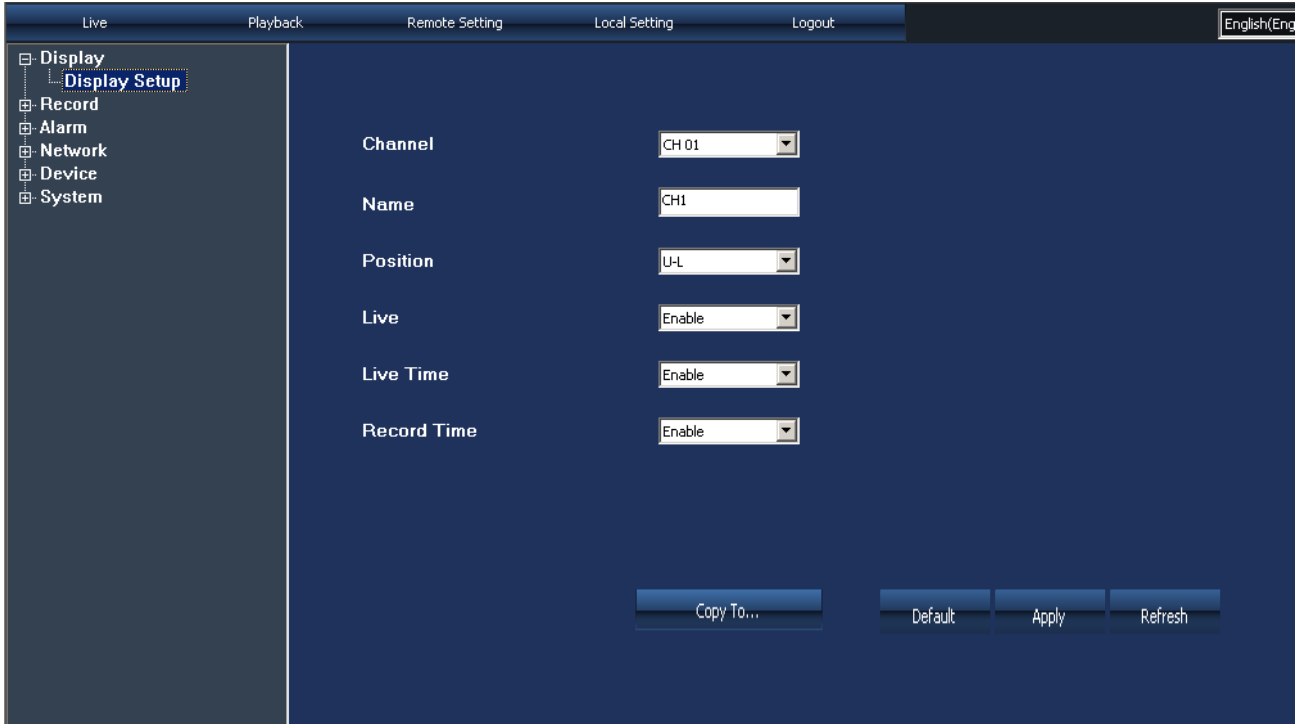 Live Playback Remote Setting Local Setting Logout English(Eng
Display
Display Setup
Record
Alarm
Network
Device
System
Channel CH 01
Name CH1
Position U-L
Live Enable
Live Time Enable
Record Time Enable
Copy To... Default Apply Refresh